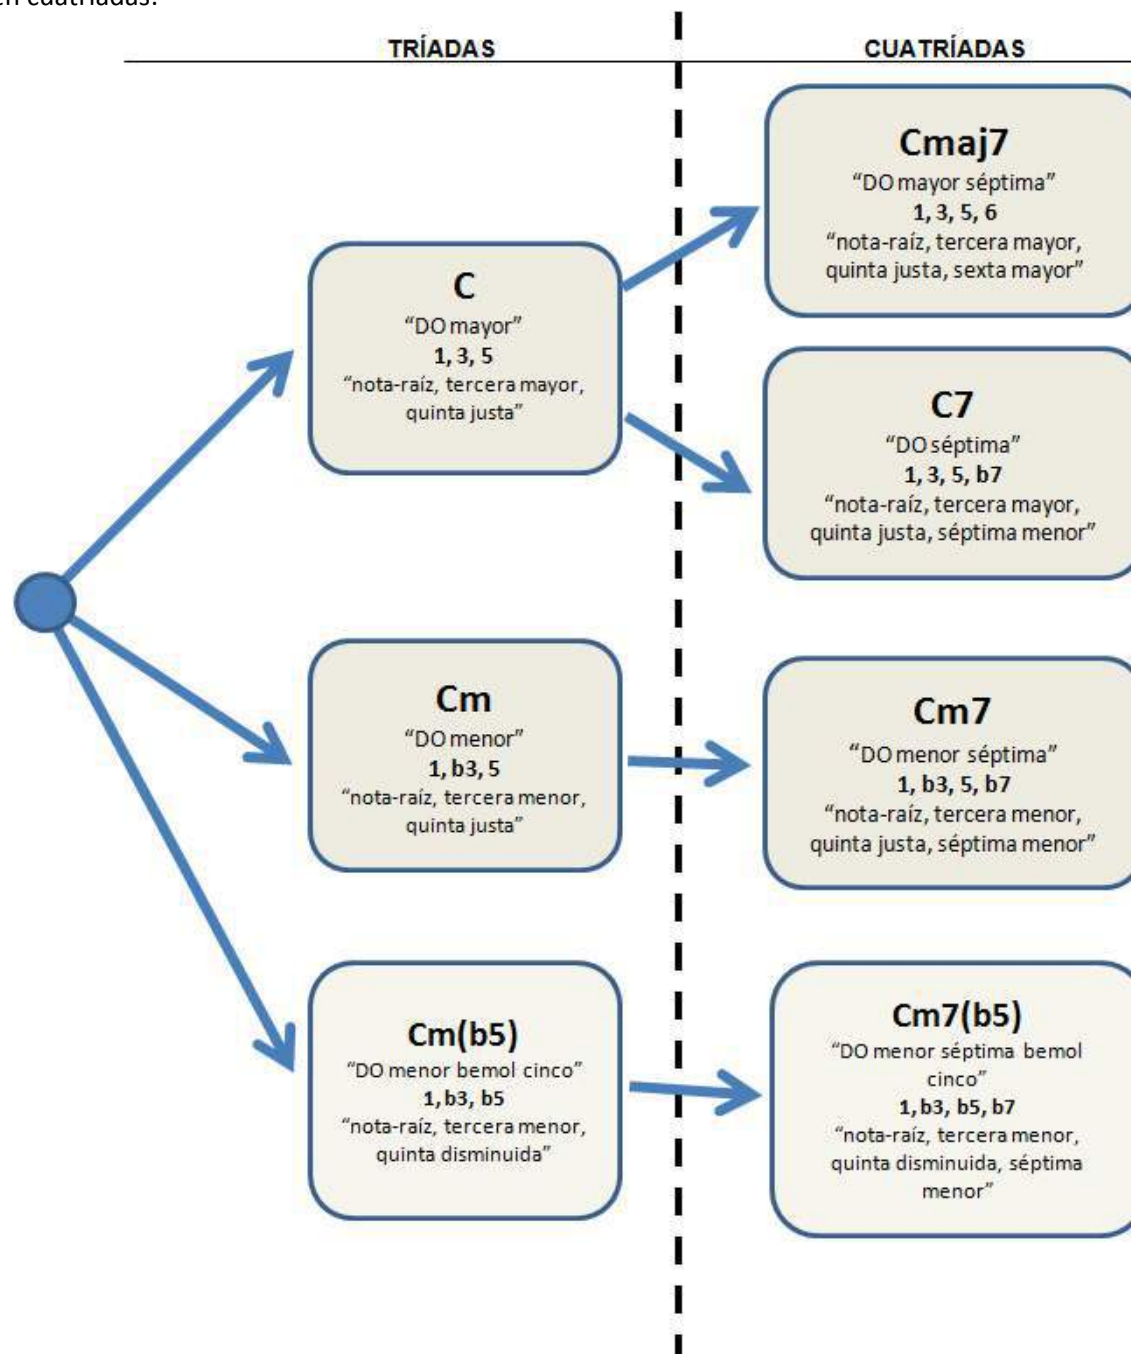 en cuatríadas:
TRÍADAS
CUATRÍADAS
Cmaj7
“DO mayor séptima”
1, 3, 5, 6
“nota-raíz, tercera mayor,
quinta justa, sexta mayor”
C
“DO mayor”
1, 3, 5
“nota-raíz, tercera mayor,
quinta justa”
C7
“DO séptima”
1, 3, 5, b7
“nota-raíz, tercera mayor,
quinta justa, séptima menor”
Cm
“DO menor”
1, b3, 5
“nota-raíz, tercera menor,
quinta justa”
Cm7
“DO menor séptima”
1, b3, 5, b7
“nota-raíz, tercera menor,
quinta justa, séptima menor”
Cm(b5)
“DO menor bemol cinco”
1, b3, b5
“nota-raíz, tercera menor,
quinta disminuida”
Cm7(b5)
“DO menor séptima bemol
cinco”
1, b3, b5, b7
“nota-raíz, tercera menor,
quinta disminuida, séptima
menor”